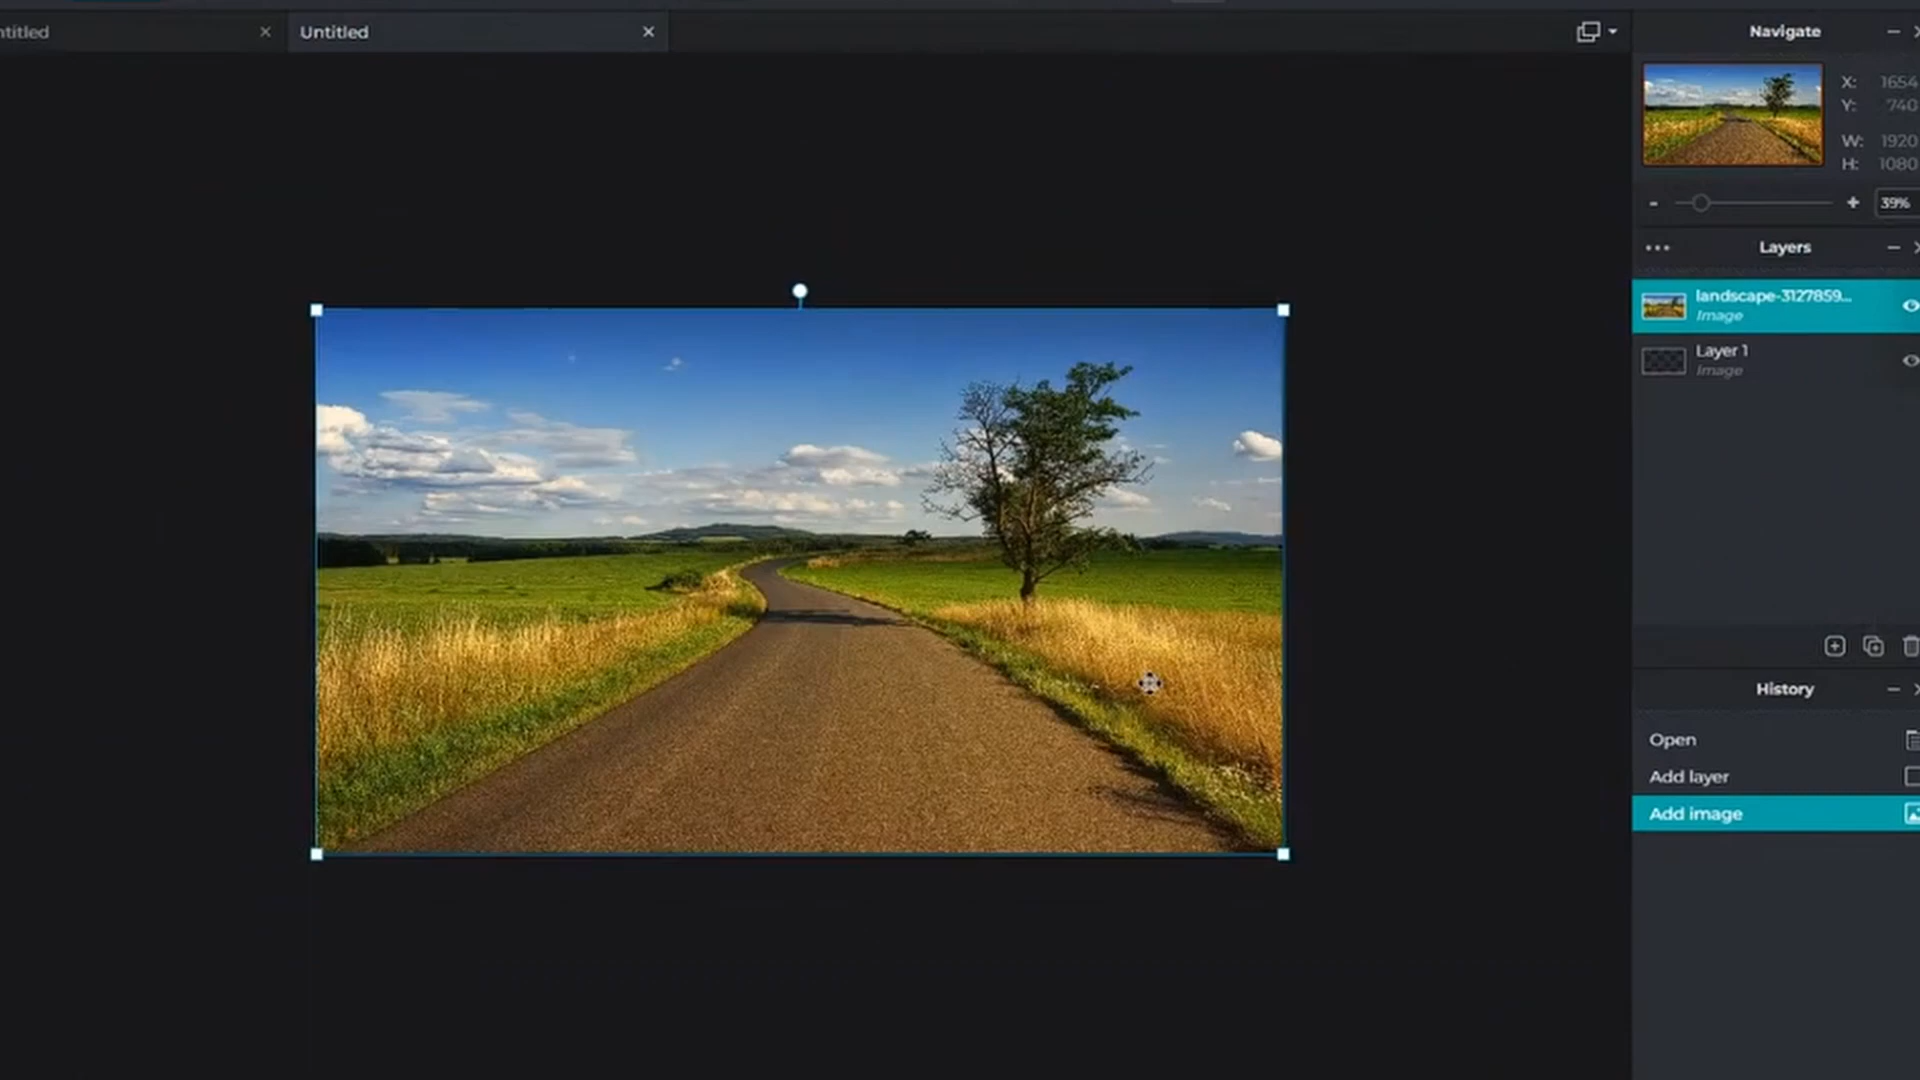 ntitled
Untitled
Navigate
X: 1654
Y: 740
W: 1920
H: 1080
- + 39%
Layers
landscape-3127859...
Image
Layer 1
Image
History
Open
Add layer
Add image